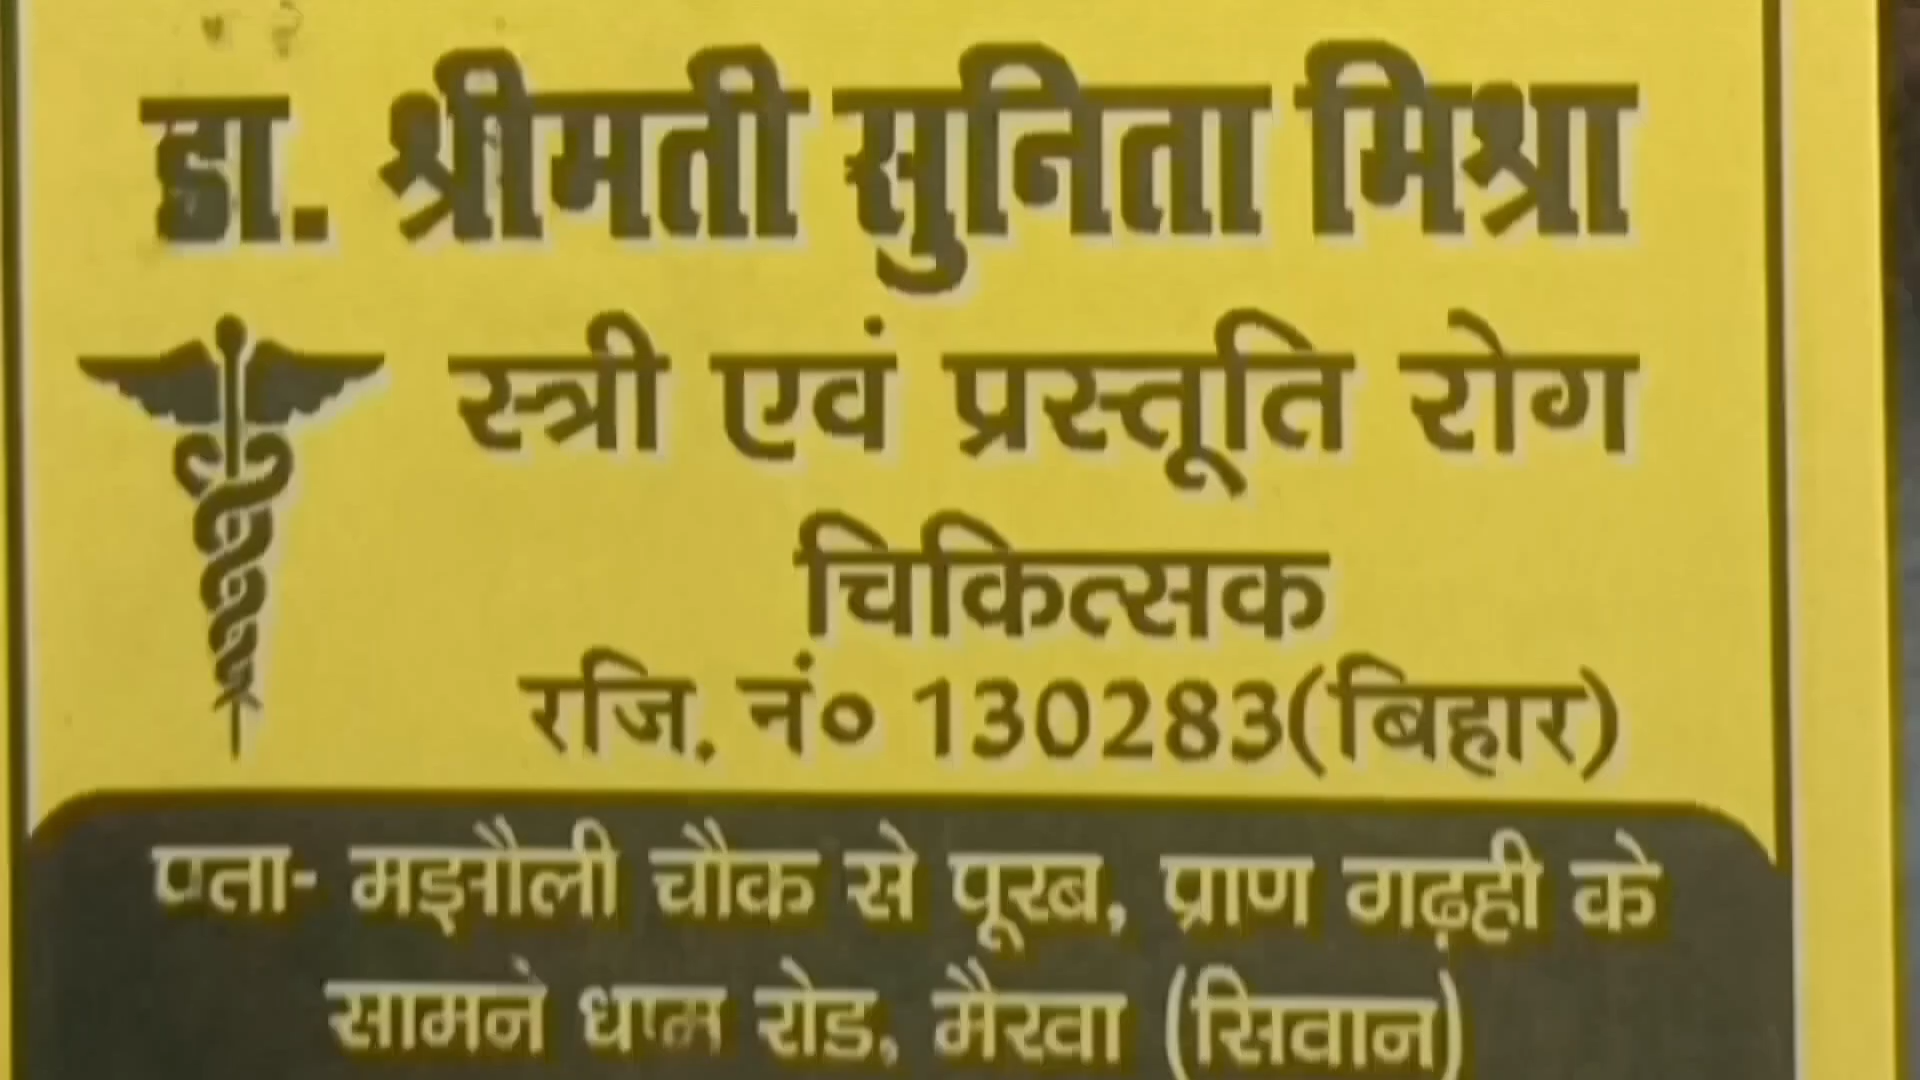 डा. श्रीमती सुनिता मिश्रा
स्त्री एवं प्रस्तूति रोग
चिकित्सक
रजि. नं० 130283(बिहार)
पता- मझौली चौक से पूरब, प्राण गढ़ही के
सामने धाम रोड, मैरवा (सिवान)